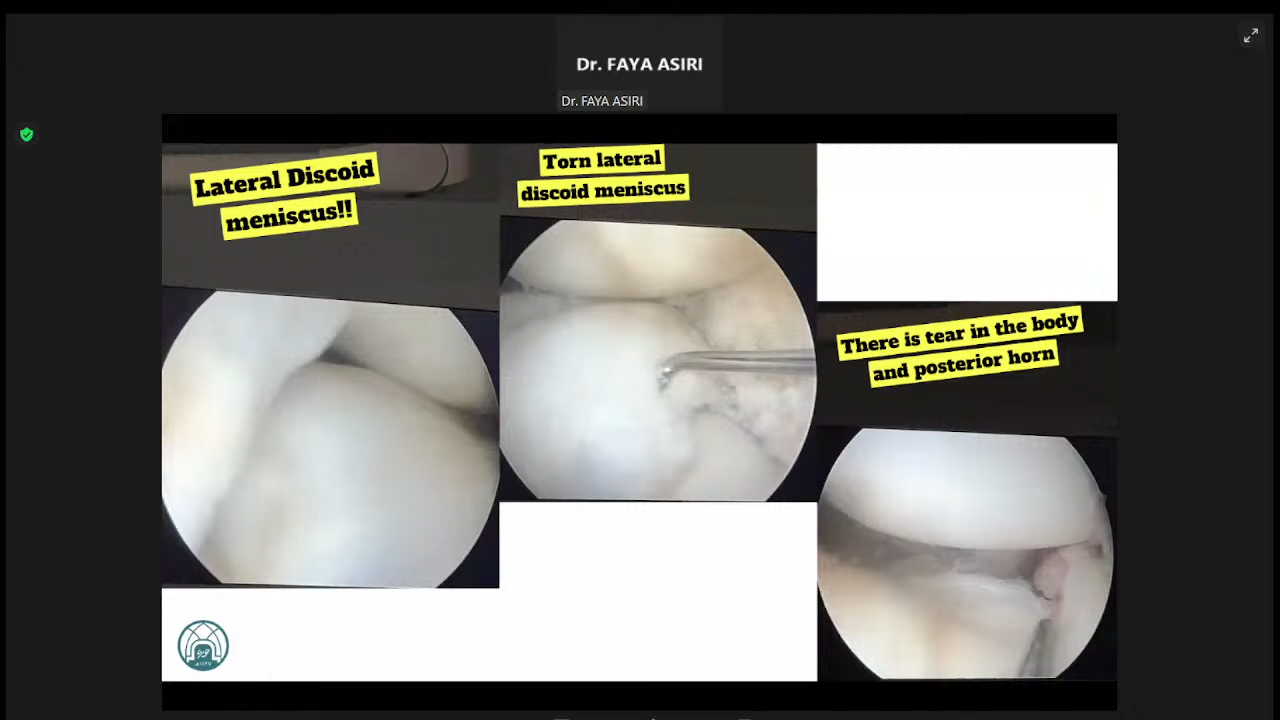 Dr. FAYA ASIRI
Dr. FAYA ASIRI
Lateral Discoid
meniscus!!
Torn lateral
discoid meniscus
There is tear in the body
and posterior horn